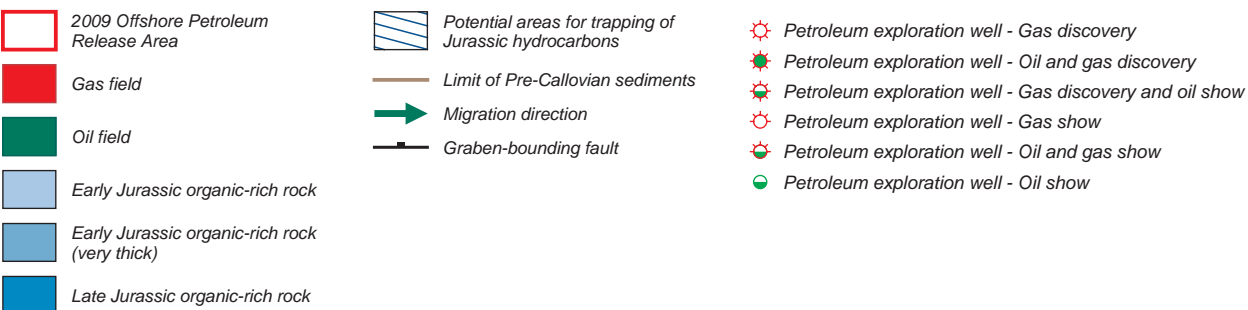 2009 Offshore Petroleum
Release Area
Gas field
Oil field
Early Jurassic organic-rich rock
Early Jurassic organic-rich rock
(very thick)
Late Jurassic organic-rich rock
Potential areas for trapping of
Jurassic hydrocarbons
Limit of Pre-Callovian sediments
Migration direction
Graben-bounding fault
Petroleum exploration well - Gas discovery
Petroleum exploration well - Oil and gas discovery
Petroleum exploration well - Gas discovery and oil show
Petroleum exploration well - Gas show
Petroleum exploration well - Oil and gas show
Petroleum exploration well - Oil show